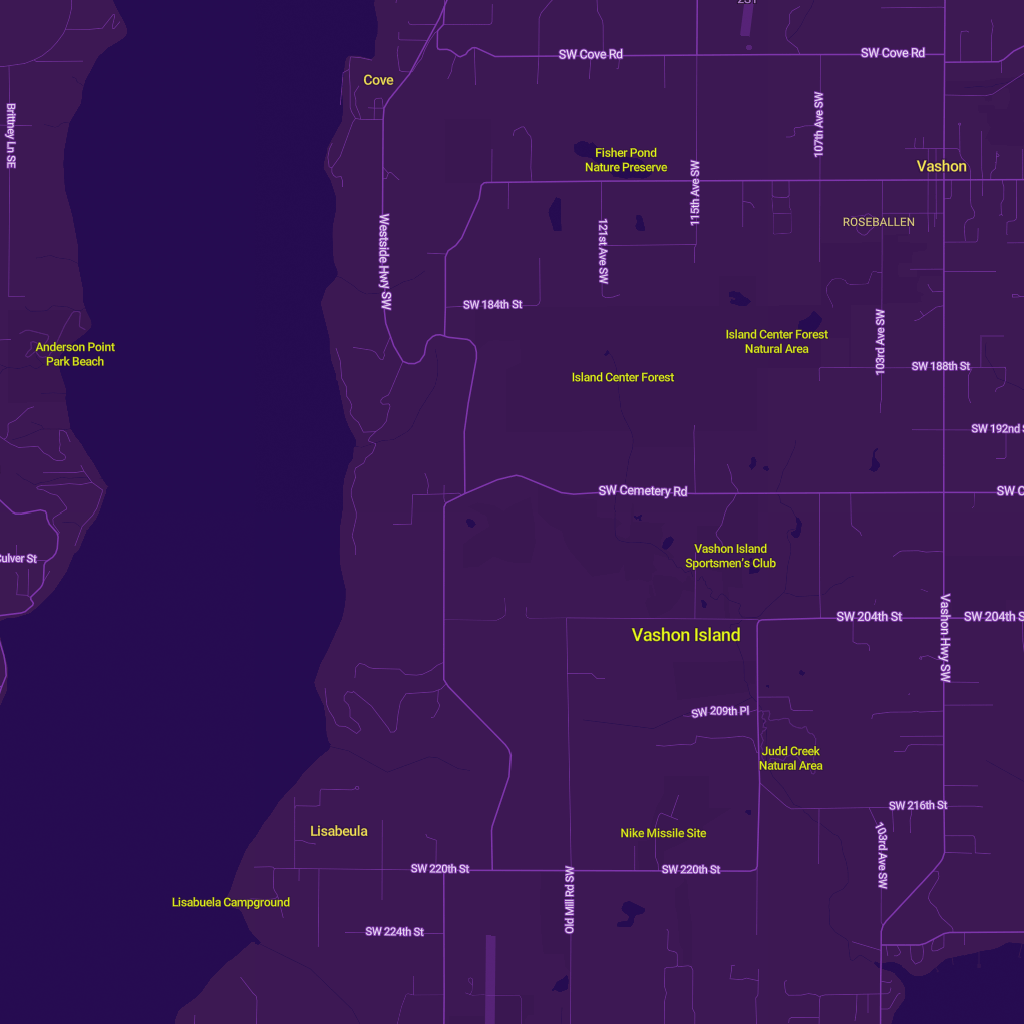 SW Cove Rd
SW Cove Rd
Cove
Brittney Ln SE
107th Ave SW
Fisher Pond
Nature Preserve
Vashon
115th Ave SW
ROSEBALLEN
Westside Hwy SW
121st Ave SW
SW 184th St
Anderson Point
Park Beach
Island Center Forest
Natural Area
103rd Ave SW
SW 188th St
Island Center Forest
SW 192nd
SW Cemetery Rd
SW C
Vashon Island
Sportsmen's Club
Culver St
Vashon Hwy SW
SW 204th St
SW 204th S
Vashon Island
SW 209th Pl
Judd Creek
Natural Area
SW 216th St
Lisabeula
Nike Missile Site
103rd Ave SW
SW 220th St
SW 220th St
Old Mill Rd SW
Lisabuela Campground
SW 224th St